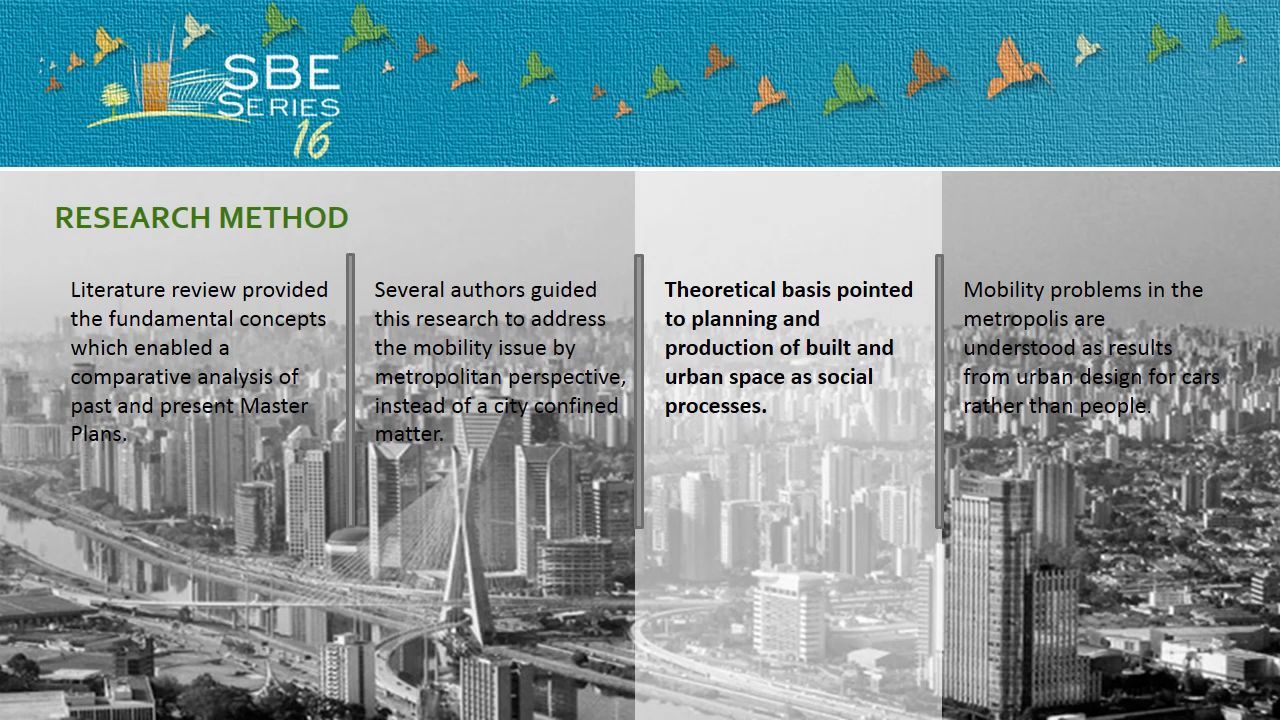 SBE
SERIES
16
RESEARCH METHOD
Literature review provided
the fundamental concepts
which enabled a
comparative analysis of
past and present Master
Plans.
Several authors guided
this research to address
the mobility issue by
metropolitan perspective,
instead of a city confined
matter.
Theoretical basis pointed
to planning and
production of built and
urban space as social
processes.
Mobility problems in the
metropolis are
understood as results
from urban design for cars
rather than people.